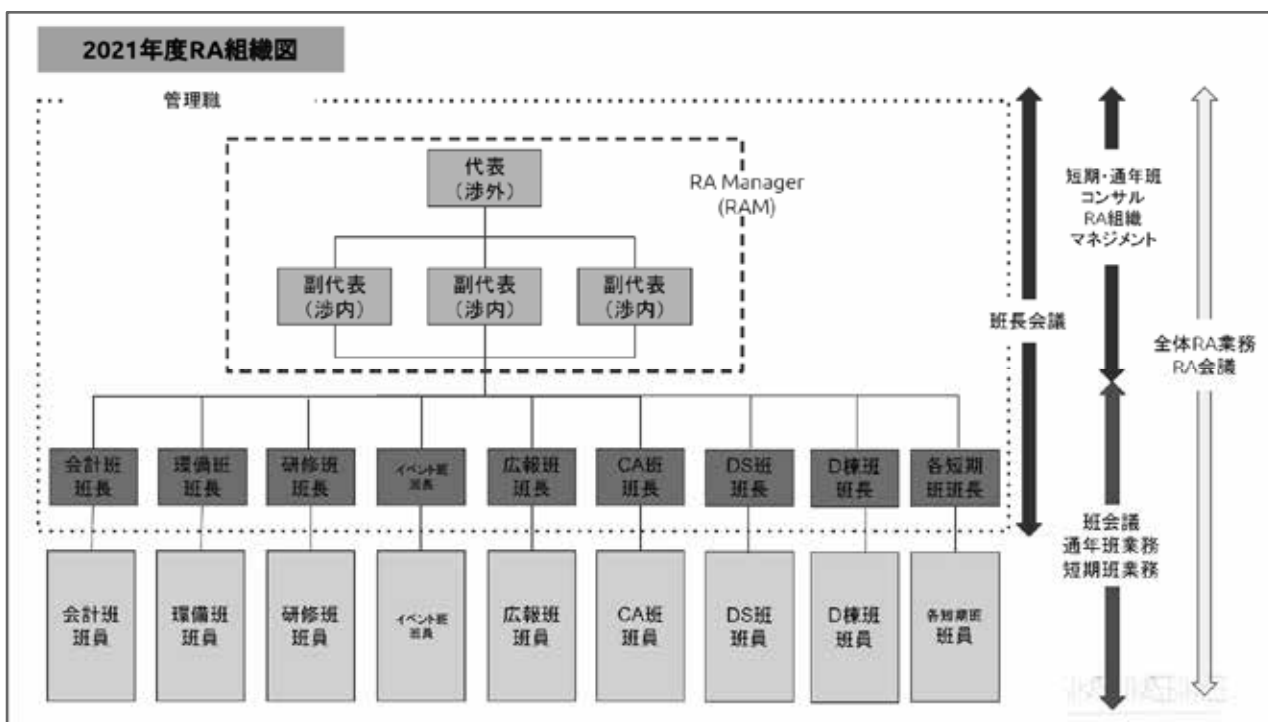 2021年度RA組織図
管理職
代表
(渉外)
RA Manager
(RAM)
副代表
(渉内)
副代表
(渉内)
副代表
(渉内)
会計班
班長
環備班
班長
研修班
班長
イベント班
班長
広報班
班長
CA班
班長
DS班
班長
D棟班
班長
各短期
班班長
会計班
班員
環備班
班員
研修班
班員
イベント班
班員
広報班
班員
CA班
班員
DS班
班員
D棟班
班員
各短期班
班員
班長会議
短期・通年班
コンサル
RA組織
マネジメント
班会議
通年班業務
短期班業務
全体RA業務
RA会議